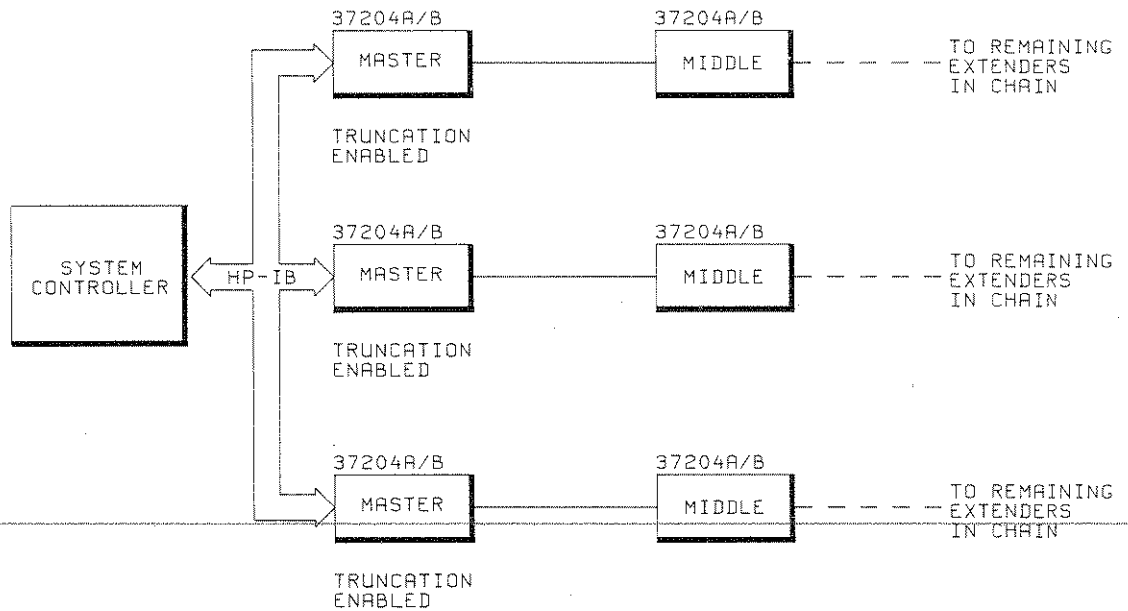 37204A/B
37204A/B
MASTER
MIDDLE
TO REMAINING
EXTENDERS
IN CHAIN
TRUNCATION
ENABLED
SYSTEM
CONTROLLER
HP-IB
37204A/B
37204A/B
MASTER
MIDDLE
TO REMAINING
EXTENDERS
IN CHAIN
TRUNCATION
ENABLED
37204A/B
37204A/B
MASTER
MIDDLE
TO REMAINING
EXTENDERS
IN CHAIN
TRUNCATION
ENABLED